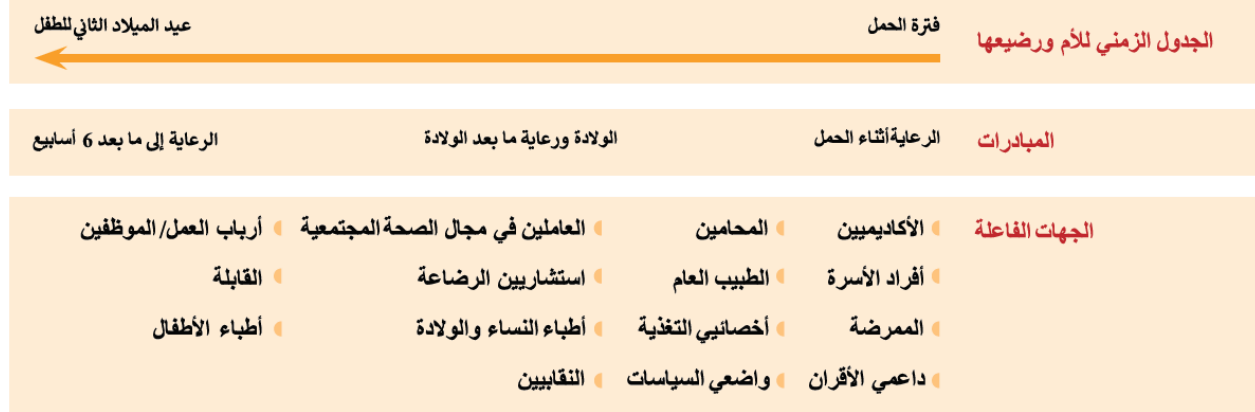 الجدول الزمني للأم ورضيعها
فترة الحمل عيد الميلاد الثاني للطفل
المبادرات
الرعاية أثناء الحمل الولادة ورعاية ما بعد الولادة الرعاية إلى ما بعد 6 أسابيع
الجهات الفاعلة
الأكاديميين المحامين العاملين في مجال الصحة المجتمعية أرباب العمل/ الموظفين
أفراد الأسرة الطبيب العام استشاريين الرضاعة القابلة
الممرضة أخصائيي التغذية أطباء النساء والولادة أطباء الأطفال
داعمي الأقران واضعي السياسات النقابيين